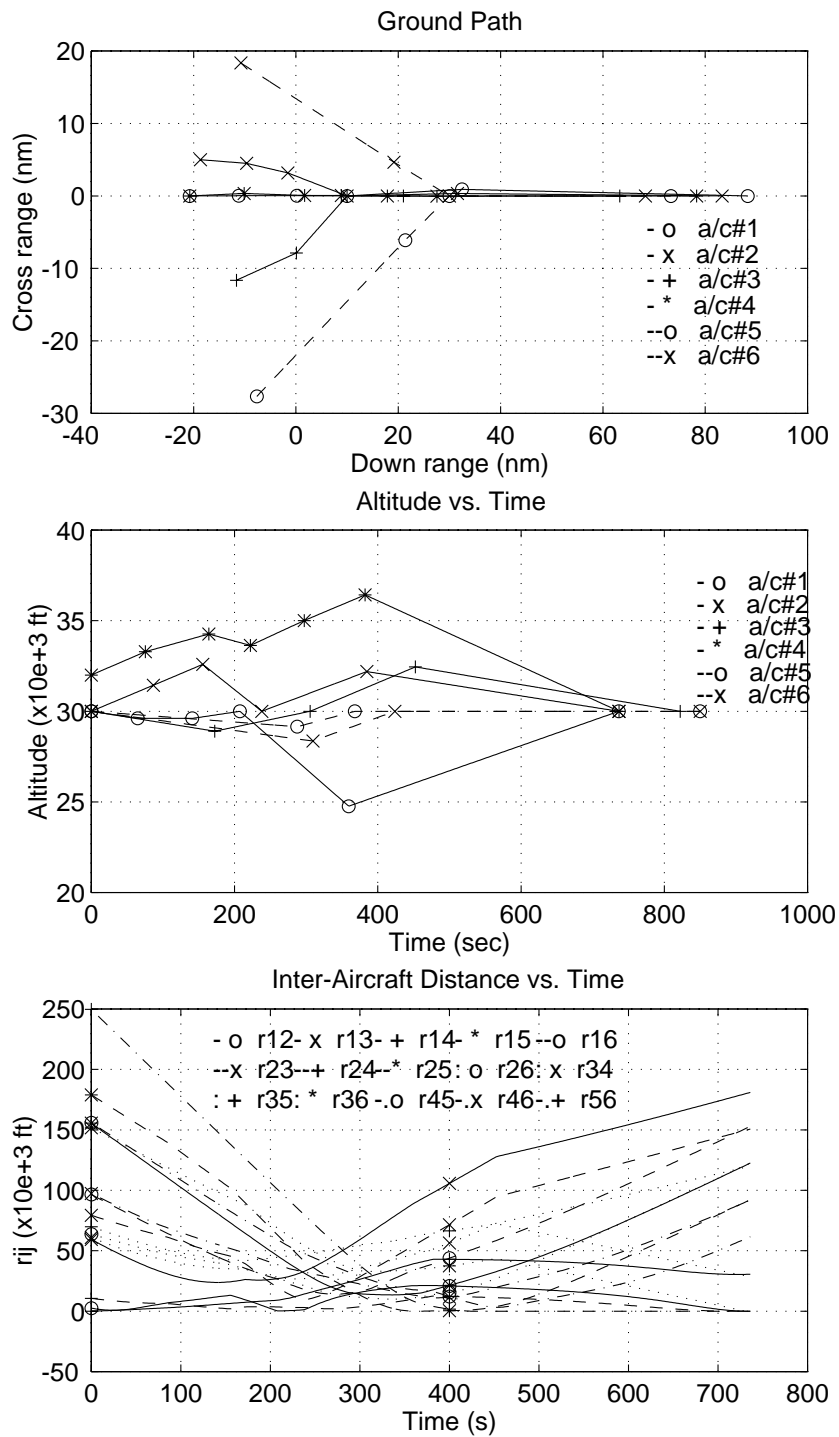 Ground Path
20
10
0
-10
-20
-30
Cross range (nm)
- o a/c#1
- x a/c#2
- + a/c#3
- * a/c#4
--o a/c#5
--x a/c#6
-40 -20 0 20 40 60 80 100
Down range (nm)
Altitude vs. Time
40
35
30
25
20
Altitude (x10e+3 ft)
- o a/c#1
- x a/c#2
- + a/c#3
- * a/c#4
--o a/c#5
--x a/c#6
0 200 400 600 800 1000
Time (sec)
Inter-Aircraft Distance vs. Time
250
200
150
100
50
0
-50
rij (x10e+3 ft)
- o r12- x r13- + r14- * r15--o r16
--x r23--+ r24--* r25: o r26: x r34
: + r35: * r36-.o r45-.x r46-.+ r56
0 100 200 300 400 500 600 700 800
Time (s)